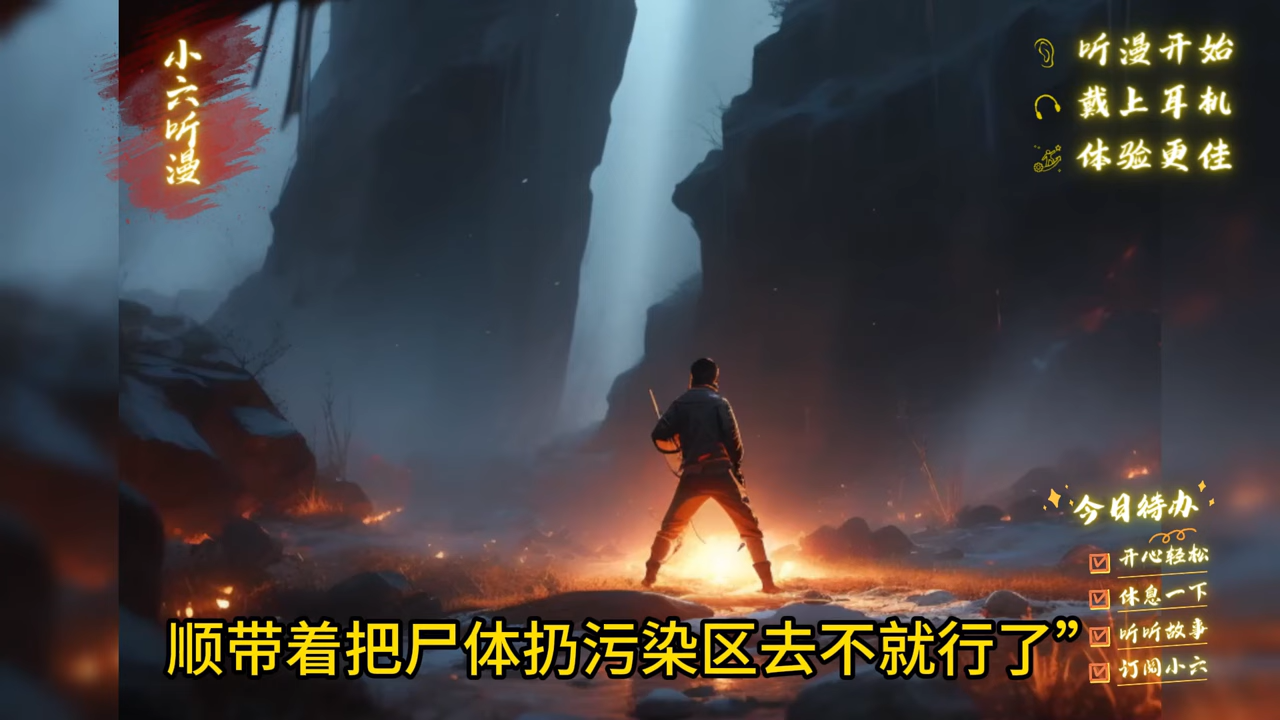 小六听漫
听漫开始
戴上耳机
体验更佳
今日待办
开心轻松
休息一下
听听故事
订阅小六
顺带着把尸体扔污染区去不就行了”